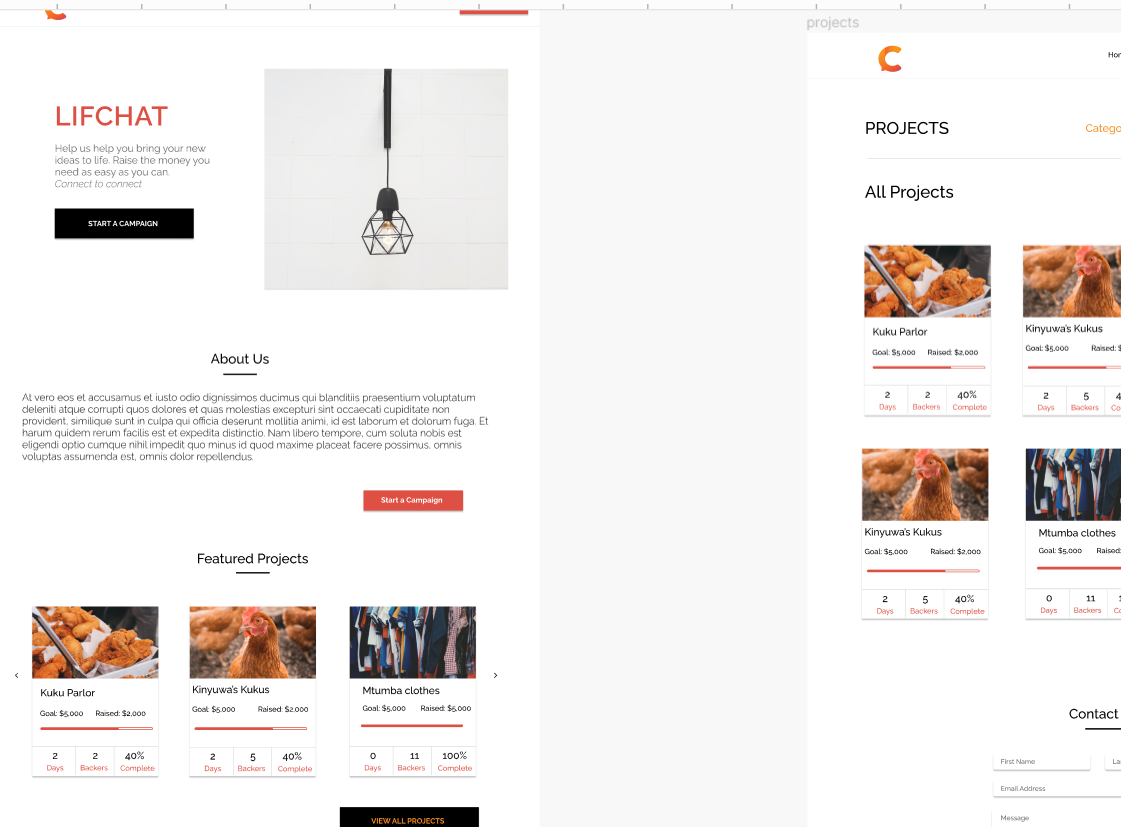 LIFCHAT
Help us help you bring your new
ideas to life. Raise the money you
need as easy as you can.
Connect to connect
START A CAMPAIGN
About Us
At vero eos et accusamus et iusto odio dignissimos ducimus qui blanditiis praesentium voluptatum
deleniti atque corrupti quos dolores et quas molestias excepturi sint occaecati cupiditate non
provident, similique sunt in culpa qui officia deserunt mollitia animi, id est laborum et dolorum fuga. Et
harum quidem rerum facilis est et expedita distinctio. Nam libero tempore, cum soluta nobis est
eligendi optio cumque nihil impedit quo minus id quod maxime placeat facere possimus, omnis
voluptas assumenda est, omnis dolor repellendus.
Start a Campaign
Featured Projects
Kuku Parlor
Goal: $5,000 Raised: $2,000
2 2 40%
Days Backers Complete
Kinyuwa's Kukus
Goal: $5,000 Raised: $2,000
2 5 40%
Days Backers Complete
Mtumba clothes
Goal: $5,000 Raised: $5,000
0 11 100%
Days Backers Complete
VIEW ALL PROJECTS
projects
PROJECTS
All Projects
Kuku Parlor
Goal: $5,000 Raised: $2,000
2 2 40%
Days Backers Complete
Kinyuwa's Kukus
Goal: $5,000 Raised:
2 5
Days Backers
Kinyuwa's Kukus
Goal: $5,000 Raised: $2,000
2 5 40%
Days Backers Complete
Mtumba clothes
Goal: $5,000 Raised:
0 11
Days Backers
Contact
First Name
Email Address
Message